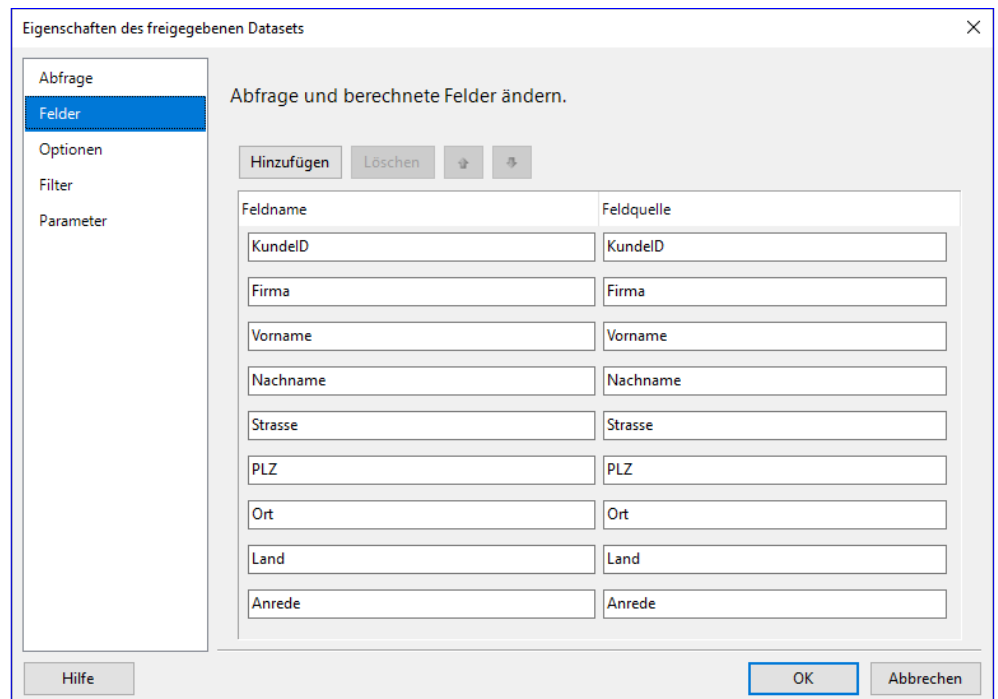 Eigenschaften des freigegebenen Datasets
Abfrage
Felder
Optionen
Filter
Parameter
Abfrage und berechnete Felder ändern.
Hinzufügen Löschen
Feldname Feldquelle
KundeID KundeID
Firma Firma
Vorname Vorname
Nachname Nachname
Strasse Strasse
PLZ PLZ
Ort Ort
Land Land
Anrede Anrede
Hilfe OK Abbrechen